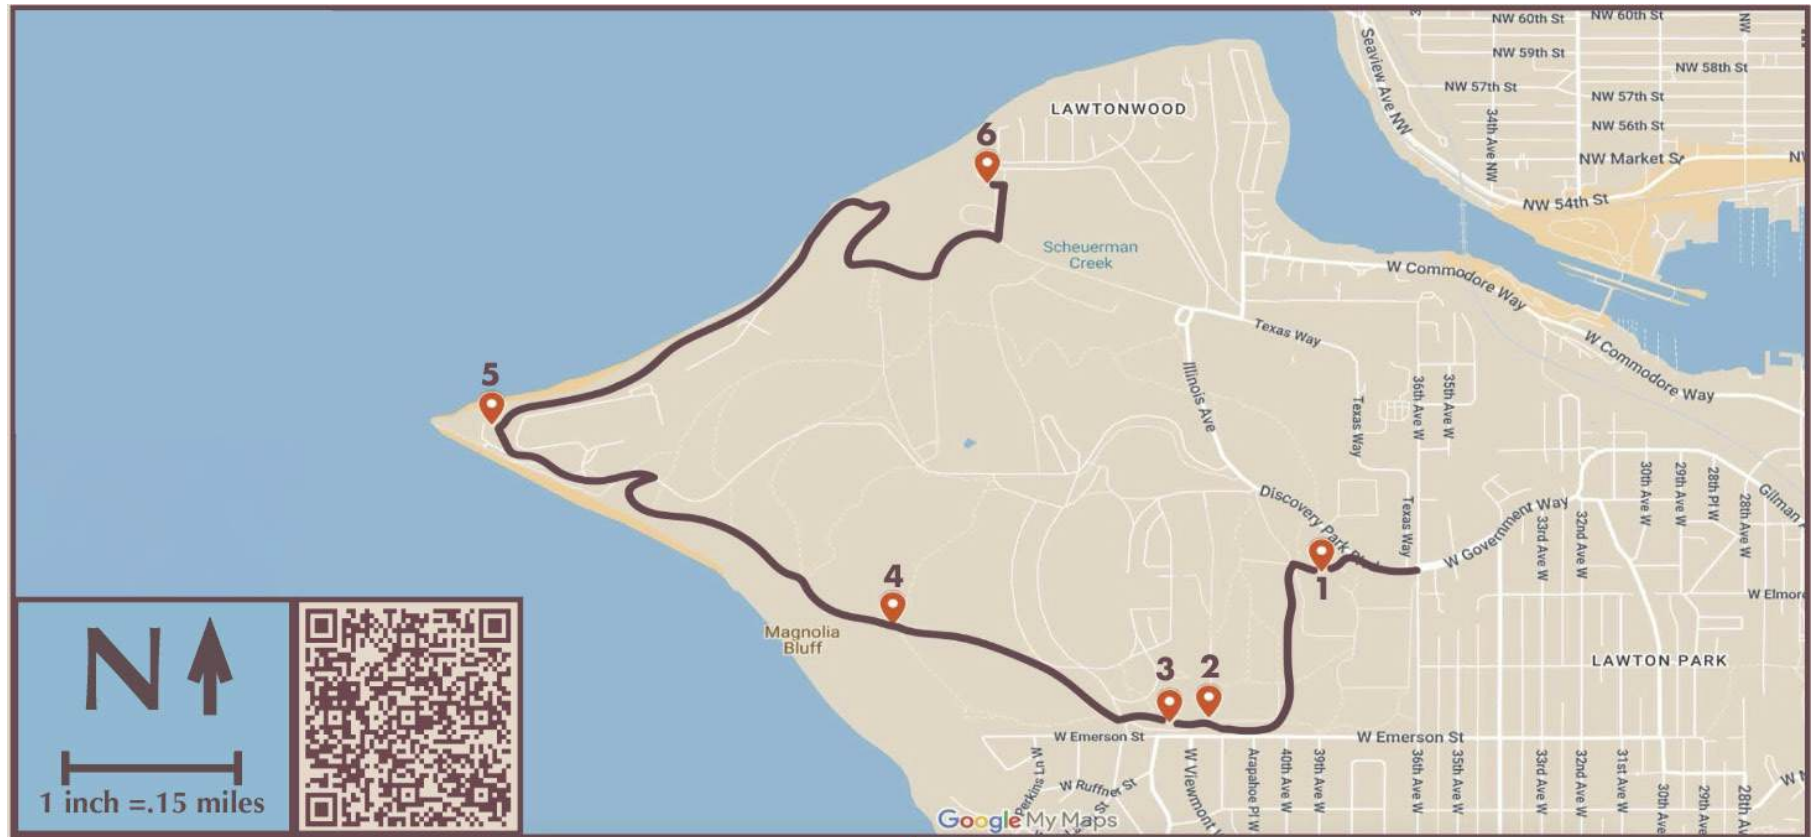 NW 60th St
NW 60th St
NW
NW 59th St
Seaview Ave NW
NW 58th St
NW 57th St
NW 57th St
LAWTONWOOD
34th Ave NW
NW 56th St
6
NW Market St
NW 54th St
Scheuerman
Creek
W Commodore Way
Texas Way
W Commodore Way
Illinois Ave
5
36th Ave W
35th Ave W
Texas Way
Discovery Park Blvd
Texas Way
W Government Way
33rd Ave W
32nd Ave W
30th Ave W
29th Ave W
28th Pl W
28th Ave W
Gilman
1
4
Magnolia
Bluff
W Elmore
LAWTON PARK
3
2
W Emerson St
W Emerson St
Perkins Ln W
W Ruffner St
St
W Viewmont
Arapahoe Pl W
40th Ave W
39th Ave W
36th Ave W
35th Ave W
33rd Ave W
32nd Ave W
31st Ave W
30th Ave
29th Ave
28th Av
W
N
1 inch =.15 miles
Google My Maps